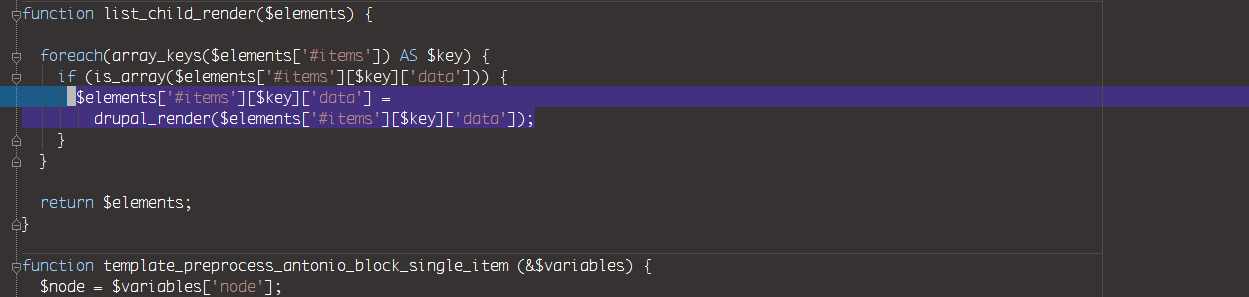 function list_child_render($elements) {
foreach(array_keys($elements['#items']) AS $key) {
if (is_array($elements['#items'][$key]['data'])) {
$elements['#items'][$key]['data'] =
drupal_render($elements['#items'][$key]['data']);
}
}
return $elements;
}
function template_preprocess_antonio_block_single_item (&$variables) {
$node = $variables['node'];